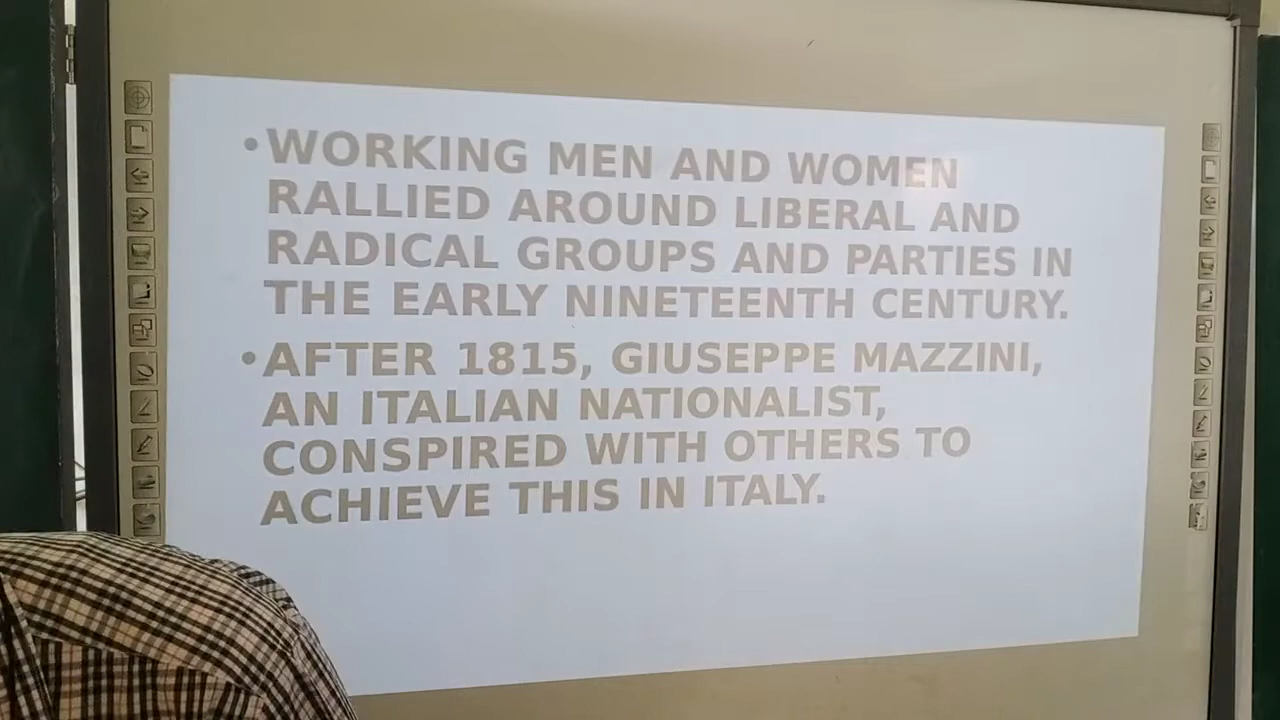 •WORKING MEN AND WOMEN
RALLIED AROUND LIBERAL AND
RADICAL GROUPS AND PARTIES IN
THE EARLY NINETEENTH CENTURY.
•AFTER 1815, GIUSEPPE MAZZINI,
AN ITALIAN NATIONALIST,
CONSPIRED WITH OTHERS TO
ACHIEVE THIS IN ITALY.